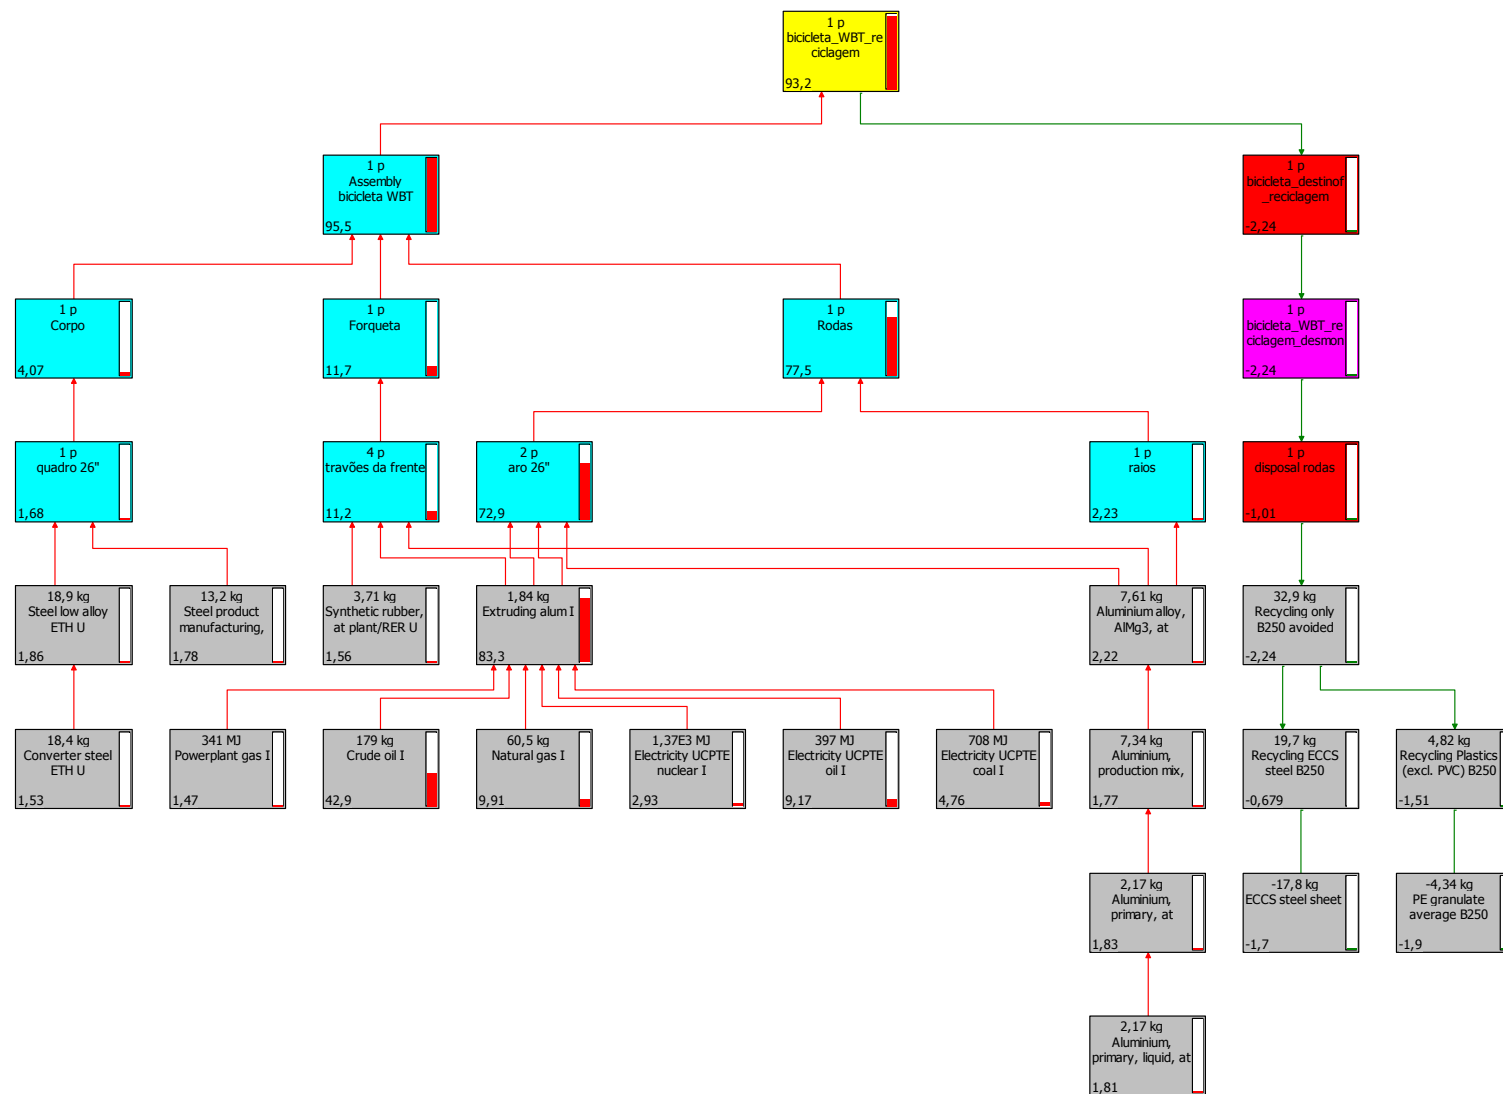 1 p
bicicleta_WBT_re
ciclagem
93,2
1 p
Assembly
bicicleta WBT
95,5
1 p
bicicleta_destinof
_reciclagem
-2,24
1 p
Corpo
4,07
1 p
Forqueta
11,7
1 p
Rodas
77,5
1 p
bicicleta_WBT_re
ciclagem_desmon
-2,24
1 p
quadro 26"
1,68
4 p
travões da frente
11,2
2 p
aro 26"
72,9
1 p
raios
2,23
1 p
disposal rodas
-1,01
18,9 kg
Steel low alloy
ETH U
1,86
13,2 kg
Steel product
manufacturing,
1,78
3,71 kg
Synthetic rubber,
at plant/RER U
1,56
1,84 kg
Extruding alum I
83,3
7,61 kg
Aluminium alloy,
AlMg3, at
2,22
32,9 kg
Recycling only
B250 avoided
-2,24
18,4 kg
Converter steel
ETH U
1,53
341 MJ
Powerplant gas I
1,47
179 kg
Crude oil I
42,9
60,5 kg
Natural gas I
9,91
1,37E3 MJ
Electricity UCPTE
nuclear I
2,93
397 MJ
Electricity UCPTE
oil I
9,17
708 MJ
Electricity UCPTE
coal I
4,76
7,34 kg
Aluminium,
production mix,
1,77
19,7 kg
Recycling ECCS
steel B250
-0,679
4,82 kg
Recycling Plastics
(excl. PVC) B250
-1,51
2,17 kg
Aluminium,
primary, at
1,83
-17,8 kg
ECCS steel sheet
-1,7
-4,34 kg
PE granulate
average B250
-1,9
2,17 kg
Aluminium,
primary, liquid, at
1,81